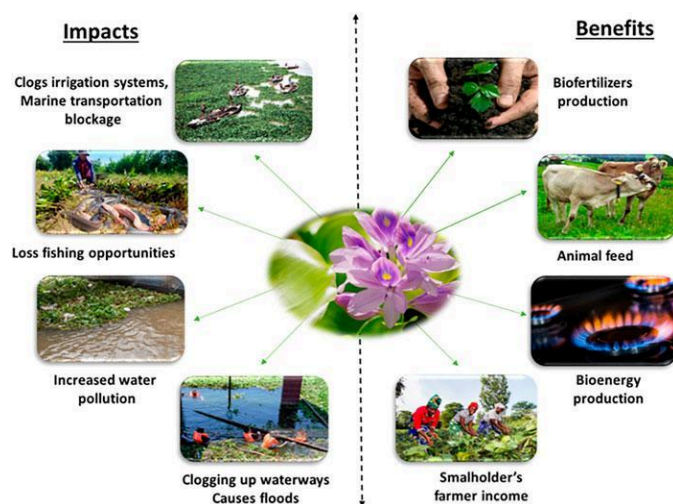 Impacts
Clogs irrigation systems,
Marine transportation
blockage
Loss fishing opportunities
Increased water
pollution
Clogging up waterways
Causes floods
Benefits
Biofertilizers
production
Animal feed
Bioenergy
production
Smalholder's
farmer income